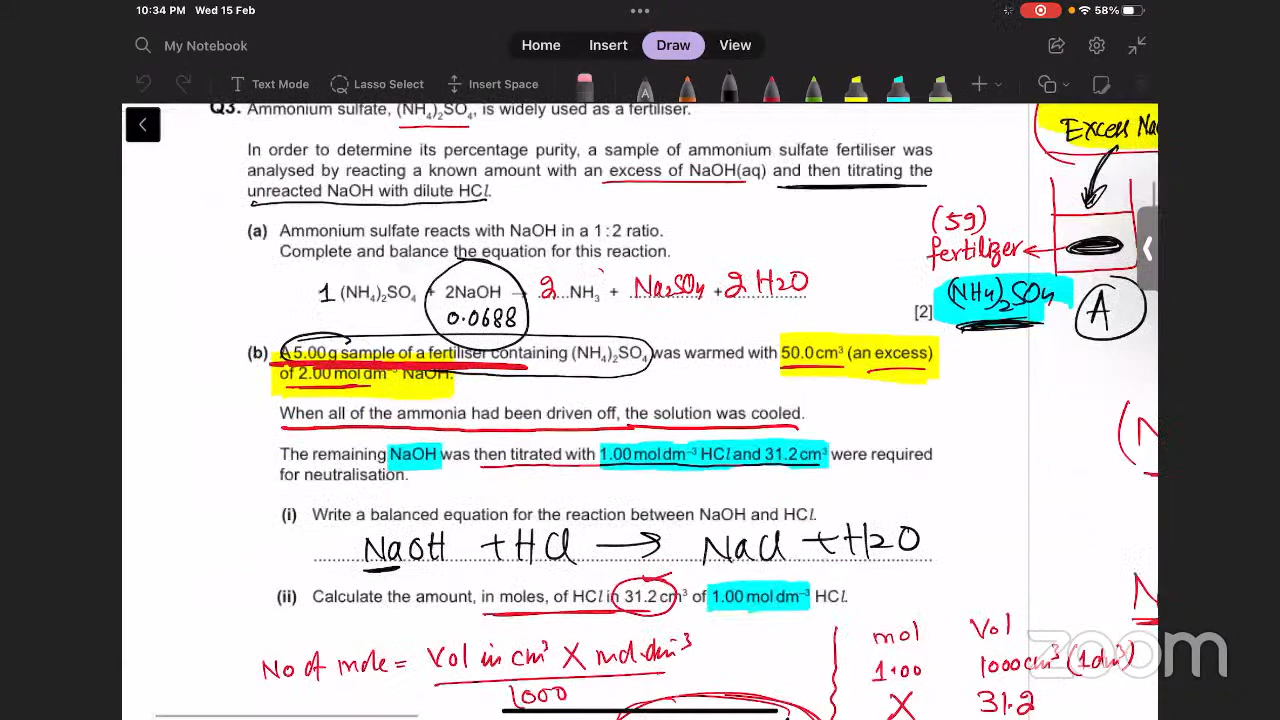 10:34 PM Wed 15 Feb
58%
My Notebook
Home Insert Draw View
Text Mode Lasso Select Insert Space
Q3. Ammonium sulfate, (NH4)2SO4, is widely used as a fertiliser.
In order to determine its percentage purity, a sample of ammonium sulfate fertiliser was
analysed by reacting a known amount with an excess of NaOH(aq) and then titrating the
unreacted NaOH with dilute HCl.
(a) Ammonium sulfate reacts with NaOH in a 1:2 ratio.
Complete and balance the equation for this reaction.
1 (NH4)2SO4 + 2NaOH → 2 ....NH3 + Na2SO4 + 2 H2O
0.0688
[2]
(b) A 5.00 g sample of a fertiliser containing (NH4)2SO4 was warmed with 50.0 cm³ (an excess)
of 2.00 mol dm⁻³ NaOH.
When all of the ammonia had been driven off, the solution was cooled.
The remaining NaOH was then titrated with 1.00 mol dm⁻³ HCl and 31.2 cm³ were required
for neutralisation.
(i) Write a balanced equation for the reaction between NaOH and HCl.
NaOH + HCl → NaCl + H2O
(ii) Calculate the amount, in moles, of HCl in 31.2 cm³ of 1.00 mol dm⁻³ HCl.
No of mole = Vol in cm³ X mol.dm⁻³
1000
mol Vol
1.00 1000cm³ (1dm³)
X 31.2
Excess Na
(5g)
fertilizer
(NH4)2SO4
A
(N
N
zoom